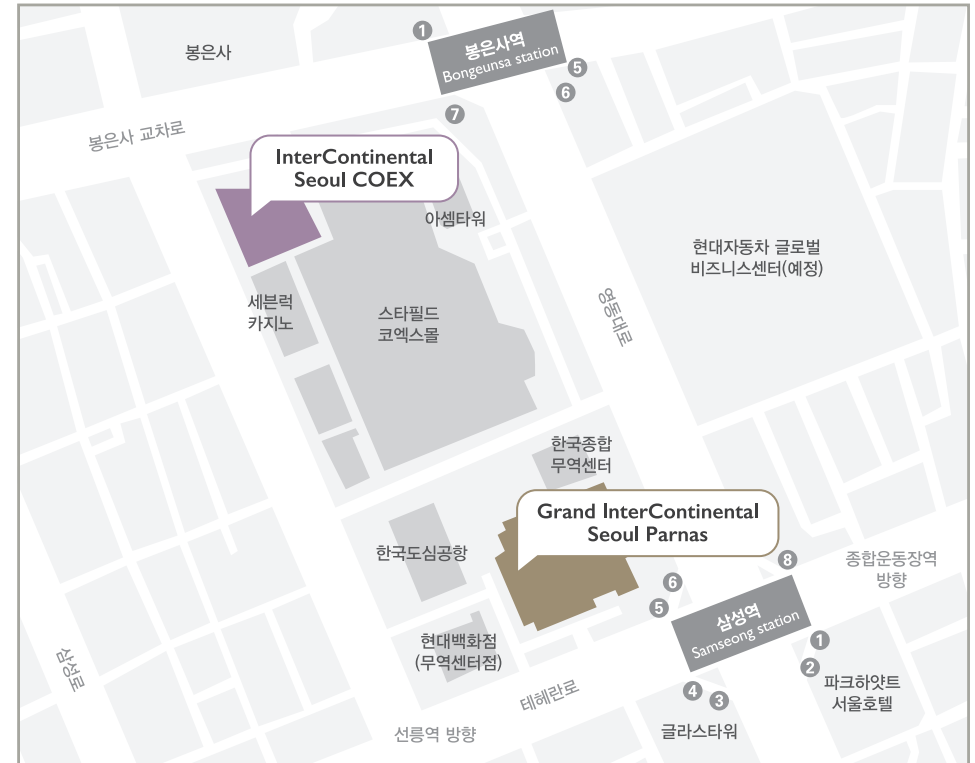 봉은사
1
봉은사역
Bongeunsa station
5
6
7
봉은사 교차로
InterContinental
Seoul COEX
아셈타워
현대자동차 글로벌
비즈니스센터(예정)
세븐럭
카지노
스타필드
코엑스몰
영동대로
한국종합
무역센터
Grand InterContinental
Seoul Parnas
한국도심공항
8
종합운동장역
방향
6
5
삼성역
Samseong station
1
2
현대백화점
(무역센터점)
삼성로
테헤란로
4
3
파크하얏트
서울호텔
선릉역 방향
글라스타워